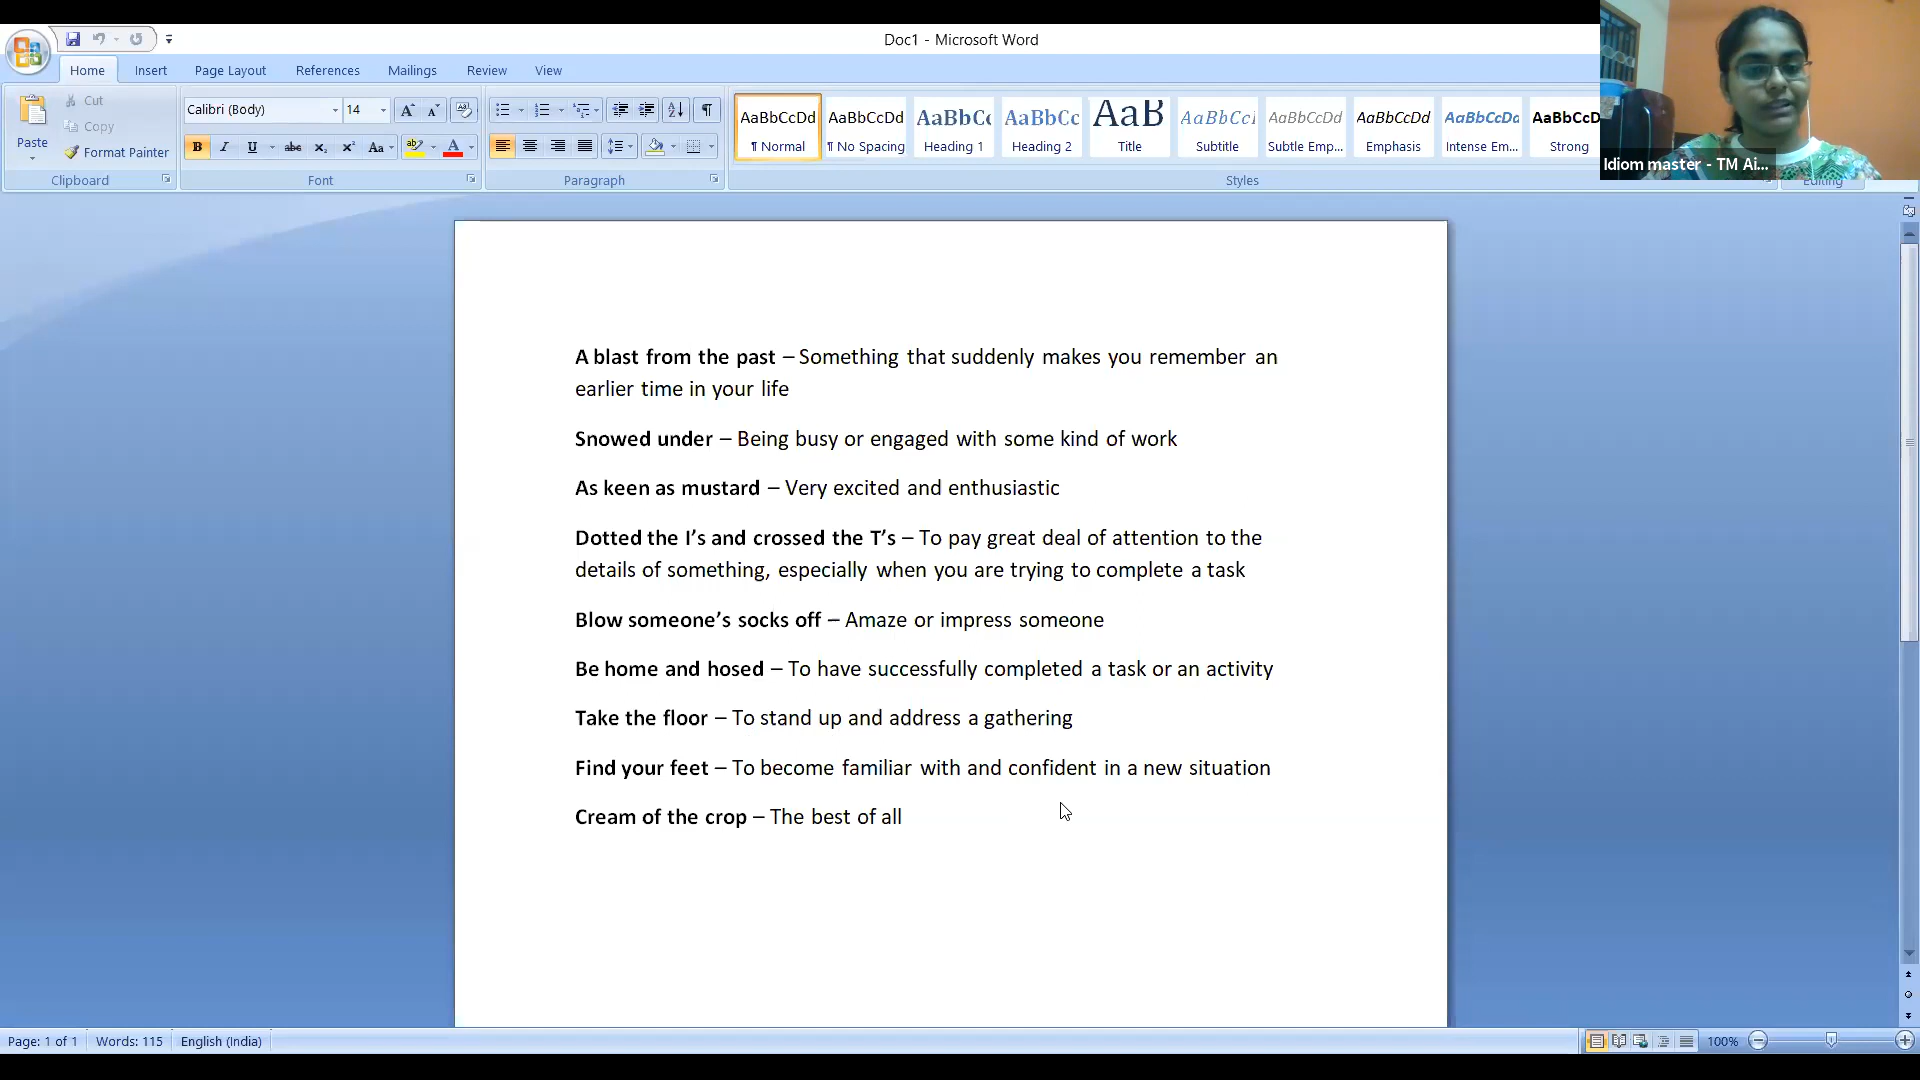 Doc1 - Microsoft Word
Home Insert Page Layout References Mailings Review View
Paste
Cut
Copy
Format Painter
Clipboard
Calibri (Body) 14
Font
Paragraph
AaBbCcDd AaBbCcDd AaBbCc AaBbCc AaB AaBbCcI AaBbCcDd AaBbCcDd AaBbCcDd AaBbCcD
¶ Normal ¶ No Spacing Heading 1 Heading 2 Title Subtitle Subtle Emp... Emphasis Intense Em... Strong
Styles
Editing
Idiom master - TM Ai...
A blast from the past – Something that suddenly makes you remember an
earlier time in your life
Snowed under – Being busy or engaged with some kind of work
As keen as mustard – Very excited and enthusiastic
Dotted the I’s and crossed the T’s – To pay great deal of attention to the
details of something, especially when you are trying to complete a task
Blow someone’s socks off – Amaze or impress someone
Be home and hosed – To have successfully completed a task or an activity
Take the floor – To stand up and address a gathering
Find your feet – To become familiar with and confident in a new situation
Cream of the crop – The best of all
Page: 1 of 1 Words: 115 English (India) 100%